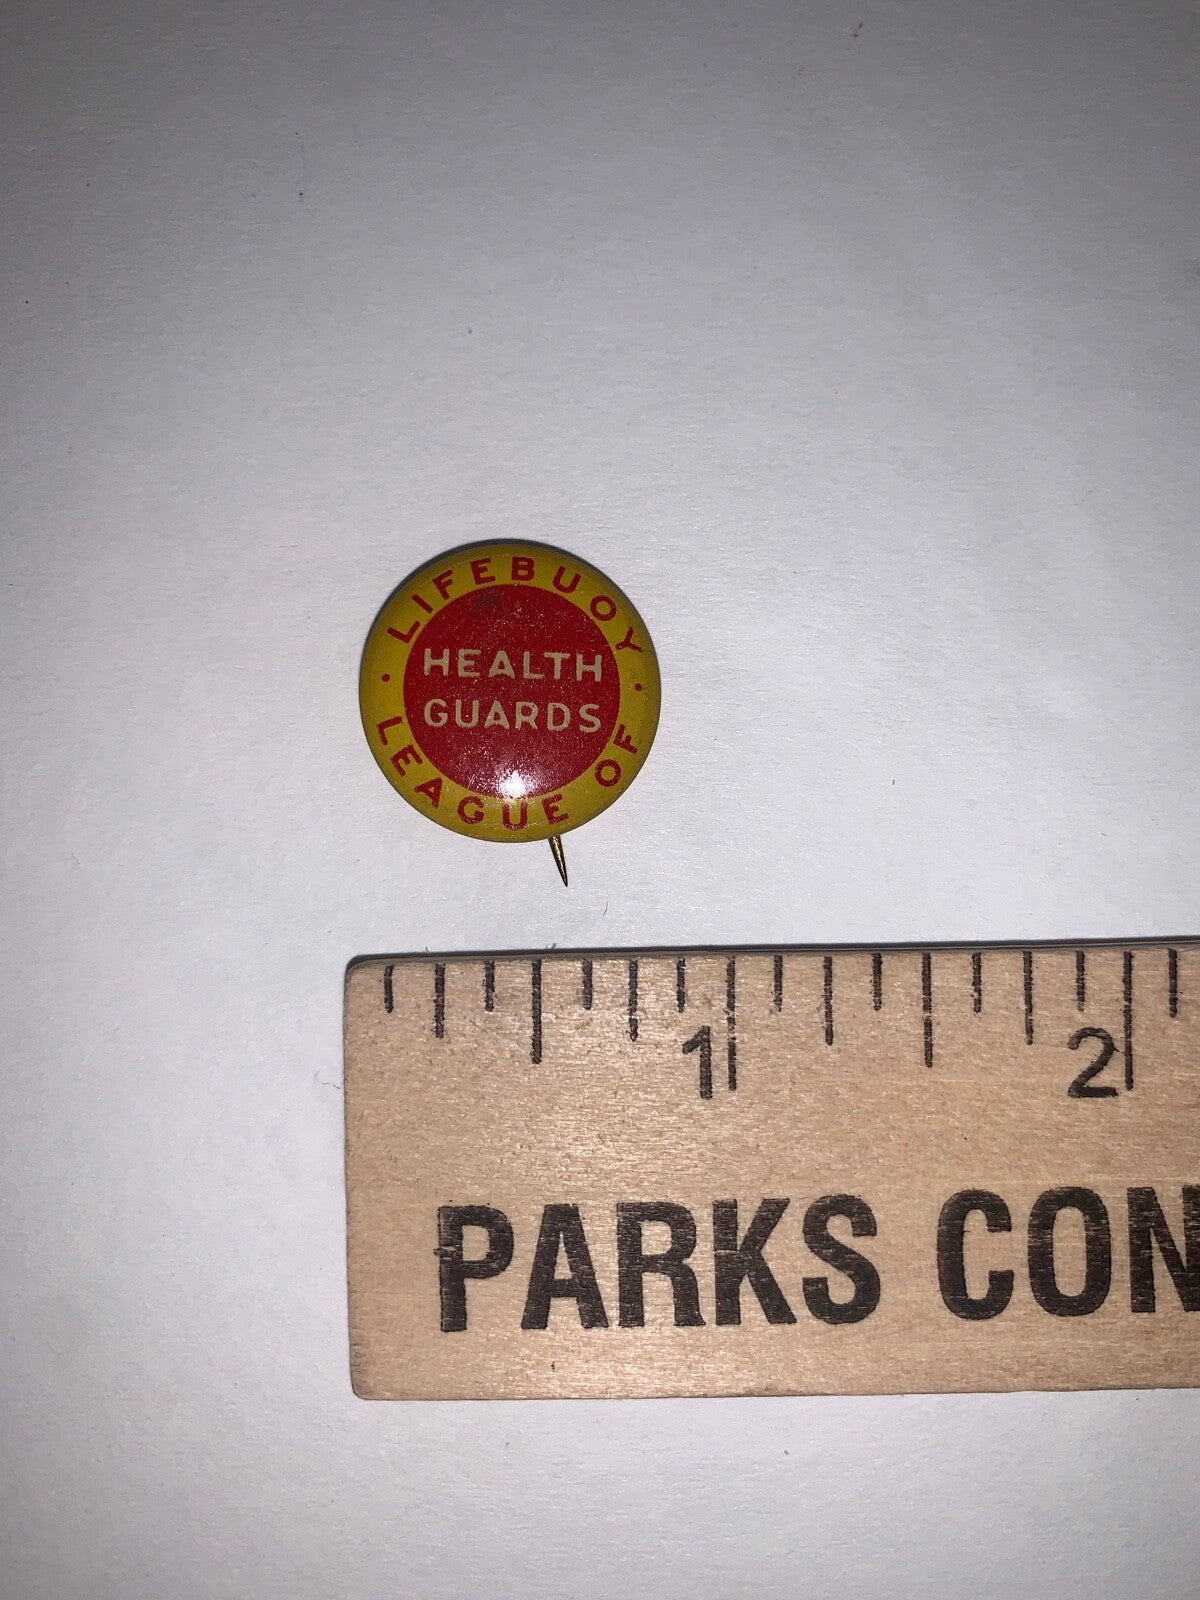 · LIFEBUOY ·
HEALTH
GUARDS
LEAGUE OF
1 2
PARKS CON